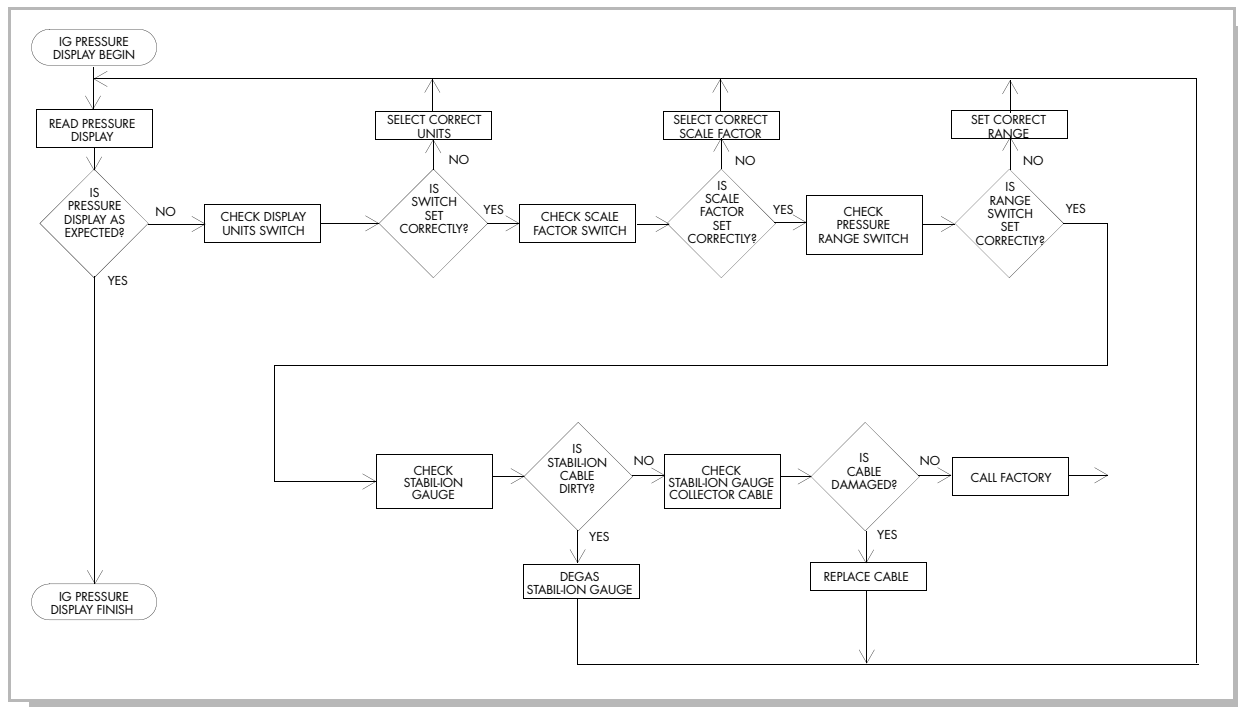 IG PRESSURE
DISPLAY BEGIN
READ PRESSURE
DISPLAY
SELECT CORRECT
UNITS
SELECT CORRECT
SCALE FACTOR
SET CORRECT
RANGE
NO
NO
NO
IS
PRESSURE
DISPLAY AS
EXPECTED?
NO
CHECK DISPLAY
UNITS SWITCH
IS
SWITCH
SET
CORRECTLY?
YES
CHECK SCALE
FACTOR SWITCH
IS
SCALE
FACTOR
SET
CORRECTLY?
YES
CHECK
PRESSURE
RANGE SWITCH
IS
RANGE
SWITCH
SET
CORRECTLY?
YES
YES
CHECK
STABIL-ION
GAUGE
IS
STABIL-ION
CABLE
DIRTY?
NO
CHECK
STABIL-ION GAUGE
COLLECTOR CABLE
IS
CABLE
DAMAGED?
NO
CALL FACTORY
YES
YES
DEGAS
STABIL-ION GAUGE
REPLACE CABLE
IG PRESSURE
DISPLAY FINISH